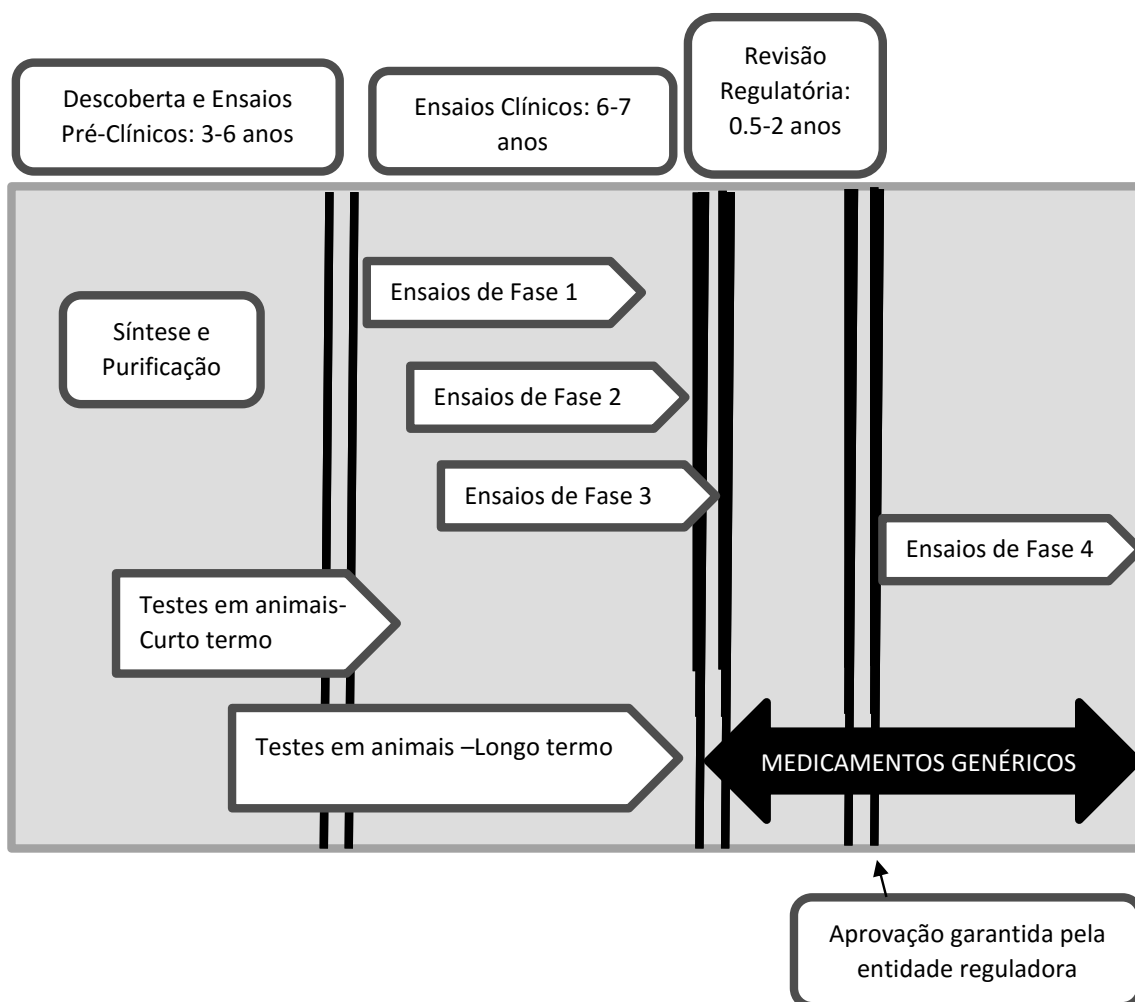 Descoberta e Ensaios
Pré-Clínicos: 3-6 anos
Ensaios Clínicos: 6-7
anos
Revisão
Regulatória:
0.5-2 anos
Ensaios de Fase 1
Síntese e
Purificação
Ensaios de Fase 2
Ensaios de Fase 3
Ensaios de Fase 4
Testes em animais-
Curto termo
Testes em animais –Longo termo
MEDICAMENTOS GENÉRICOS
Aprovação garantida pela
entidade reguladora